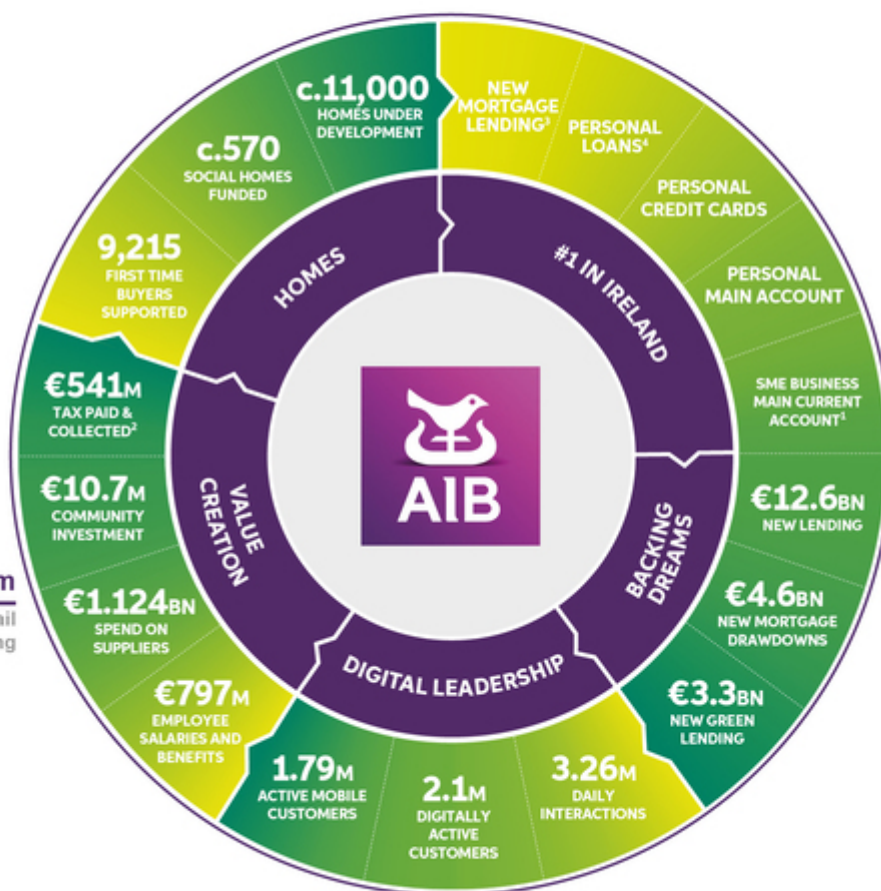 c.11,000
HOMES UNDER
DEVELOPMENT
c.570
SOCIAL HOMES
FUNDED
9,215
FIRST TIME
BUYERS
SUPPORTED
HOMES
NEW
MORTGAGE
LENDING³
PERSONAL
LOANS⁴
PERSONAL
CREDIT CARDS
PERSONAL
MAIN ACCOUNT
SME BUSINESS
MAIN CURRENT
ACCOUNT¹
#1 IN IRELAND
€12.6BN
NEW LENDING
€4.6BN
NEW MORTGAGE
DRAWDOWNS
€3.3BN
NEW GREEN
LENDING
BACKING
DREAMS
3.26M
DAILY
INTERACTIONS
2.1M
DIGITALLY
ACTIVE
CUSTOMERS
1.79M
ACTIVE MOBILE
CUSTOMERS
DIGITAL LEADERSHIP
€797M
EMPLOYEE
SALARIES AND
BENEFITS
€1.124BN
SPEND ON
SUPPLIERS
€10.7M
COMMUNITY
INVESTMENT
€541M
TAX PAID &
COLLECTED²
VALUE
CREATION
AIB